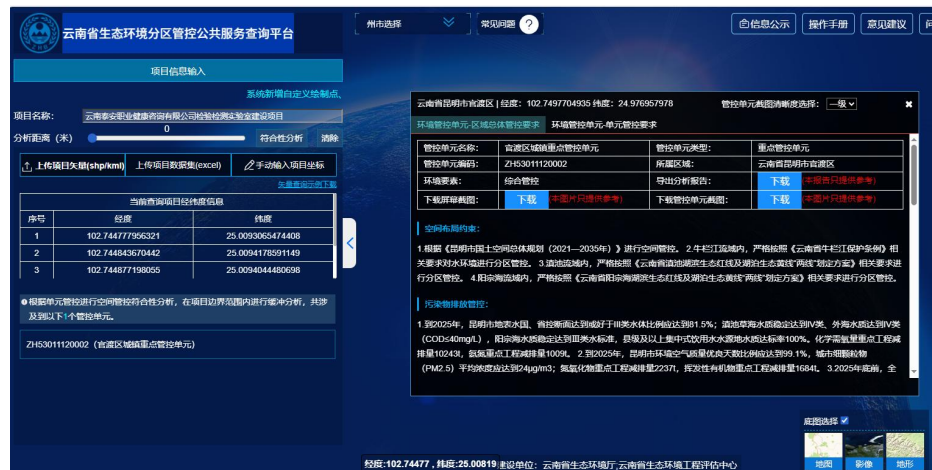 云南省生态环境分区管控公共服务查询平台
州市选择
常见问题 ?
自信息公示
操作手册
意见建议
项目信息输入
系统新增自定义绘制点,
项目名称: 云南泰安职业健康咨询有限公司检验检测实验室建设项目
分析距离 (米) 0 符合性分析 清除
上传项目矢量(shp/kml) 上传项目数据集(excel) 手动输入项目坐标
矢量查询示例下载
当前查询项目经纬度信息
序号 经度 纬度
1 102.744777956321 25.0093065474408
2 102.744843670442 25.0094178591149
3 102.744877198055 25.0094044480698
根据单元管控进行空间管控符合性分析，在项目边界范围内进行缓冲分析，共涉
及到以下1个管控单元。
ZH53011120002（官渡区城镇重点管控单元）
云南省昆明市官渡区 | 经度: 102.7497704935 纬度: 24.976957978 管控单元截图清晰度选择: 一级
环境管控单元-区域总体管控要求 环境管控单元-单元管控要求
管控单元名称: 官渡区城镇重点管控单元 管控单元类型: 重点管控单元
管控单元编码: ZH53011120002 所属区域: 云南省昆明市官渡区
环境要素: 综合管控 导出分析报告: 下载 (本报告只提供参考)
下载屏幕截图: 下载 (本图片只提供参考) 下载管控单元截图: 下载 (本图片只提供参考)
空间布局约束:
1.根据《昆明市国土空间总体规划（2021—2035年）》进行空间管控。 2.牛栏江流域内，严格按照《云南省牛栏江保护条例》相
关要求对水环境进行分区管控。 3.滇池流域内，严格按照《云南省滇池湖滨生态红线及湖泊生态黄线“两线”划定方案》相关要求进
行分区管控。 4.阳宗海流域内，严格按照《云南省阳宗海湖滨生态红线及湖泊生态黄线“两线”划定方案》相关要求进行分区管控。
污染物排放管控:
1.到2025年，昆明市地表水国、省控断面达到或好于III类水体比例应达到81.5%；滇池草海水质稳定达到IV类、外海水质达到IV类
（COD≤40mg/L），阳宗海水质稳定达到Ⅲ类水标准，县级及以上集中式饮用水水源地水质达标率100%。化学需氧量重点工程减
排量10243t，氨氮重点工程减排量1009t。 2.到2025年，昆明市环境空气质量优良天数比例应达到99.1%，城市细颗粒物
（PM2.5）平均浓度应达到24μg/m3；氮氧化物重点工程减排量2237t，挥发性有机物重点工程减排量1684t。 3.2025年底前，全
底图选择
地图 影像 地形
经度:102.74477 , 纬度:25.00819 建设单位: 云南省生态环境厅,云南省生态环境工程评估中心